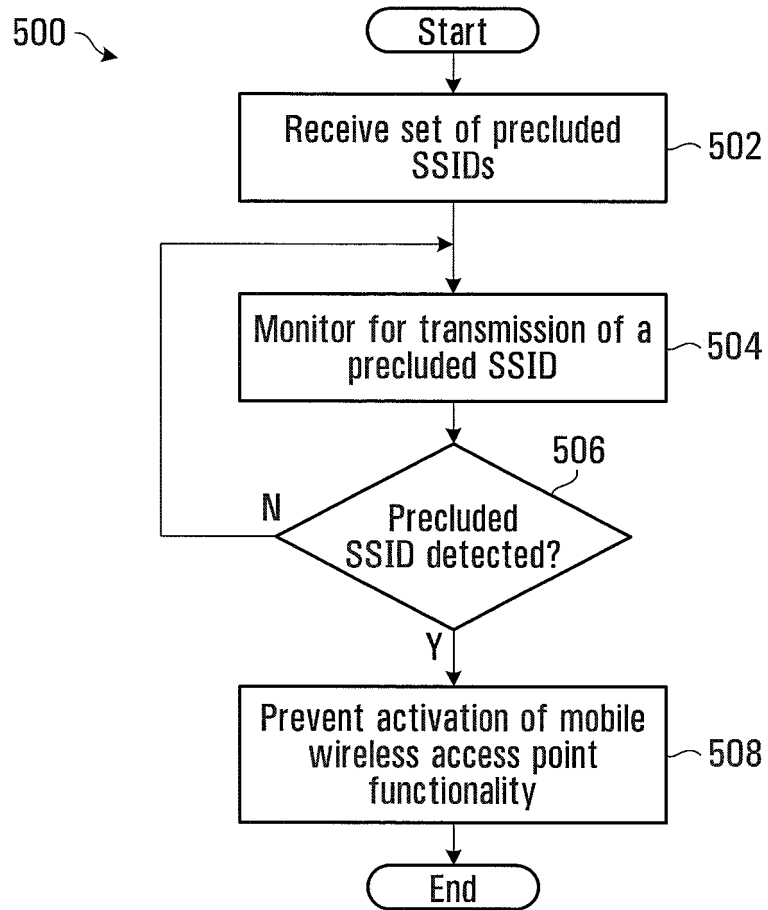 500
Start
Receive set of precluded
SSIDs
502
Monitor for transmission of a
precluded SSID
504
506
N
Precluded
SSID detected?
Y
Prevent activation of mobile
wireless access point
functionality
508
End